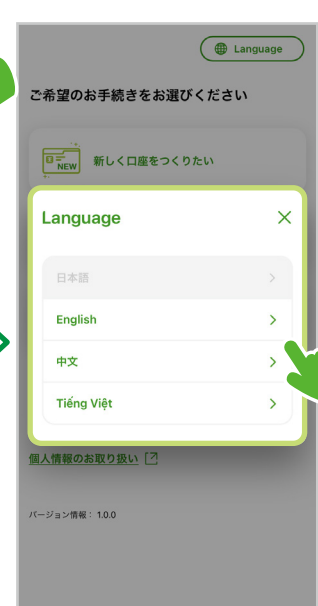 Language
ご希望のお手続きをお選びください
NEW
新しく口座をつくりたい
Language
日本語
English
中文
Tiếng Việt
個人情報のお取り扱い
バージョン情報： 1.0.0